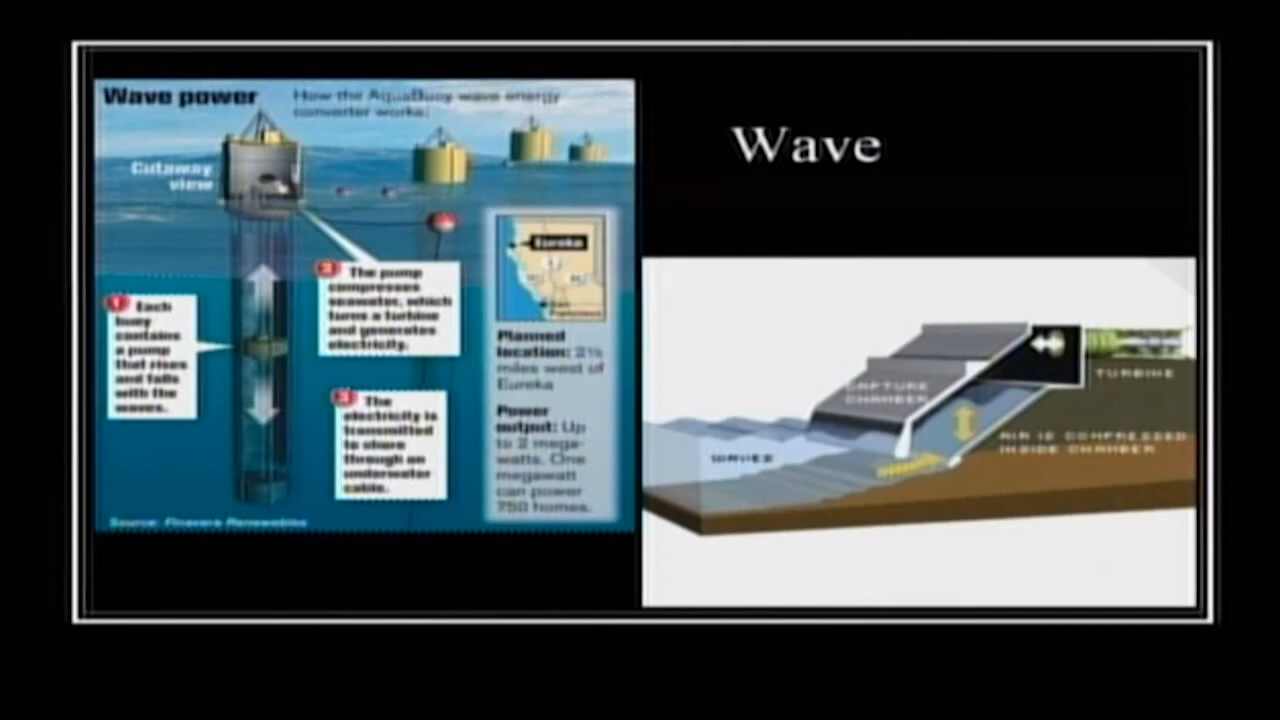 Wave power
How the AquaBuoy wave energy
converter works:
Cutaway
view
1 Each
buoy
contains
a pump
that rises
and falls
with the
waves.
2 The pump
compresses
seawater, which
turns a turbine
and generates
electricity.
3 The
electricity is
transmitted
to shore
through an
underwater
cable.
Eureka
San
Francisco
Planned
location: 2½
miles west of
Eureka
Power
output: Up
to 2 mega-
watts. One
megawatt
can power
750 homes.
Source: Finavera Renewables
Wave
CAPTURE
CHAMBER
TURBINE
WAVES
AIR IS COMPRESSED
INSIDE CHAMBER